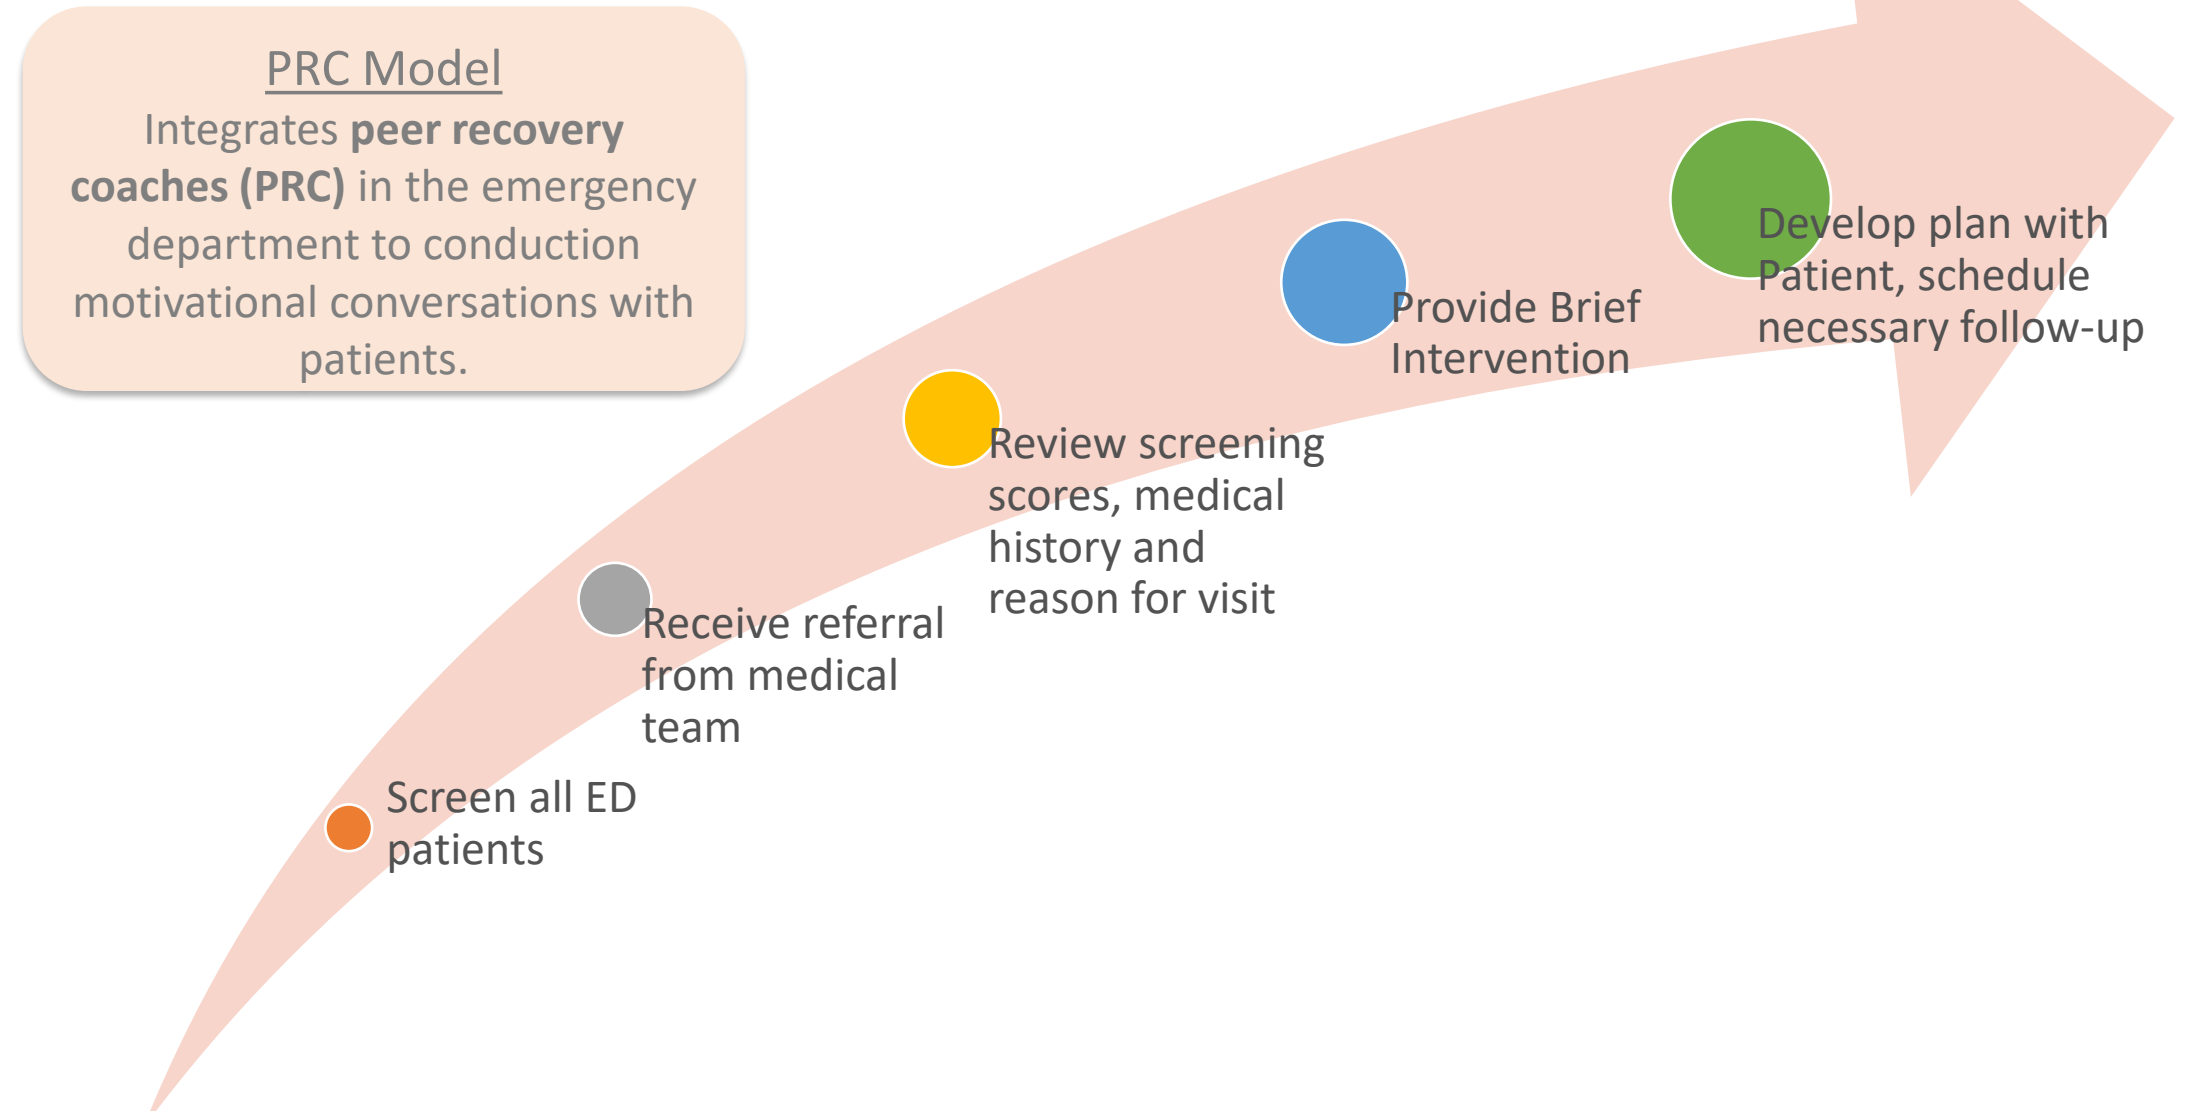 PRC Model
Integrates peer recovery
coaches (PRC) in the emergency
department to conduction
motivational conversations with
patients.
Screen all ED
patients
Receive referral
from medical
team
Review screening
scores, medical
history and
reason for visit
Provide Brief
Intervention
Develop plan with
Patient, schedule
necessary follow-up